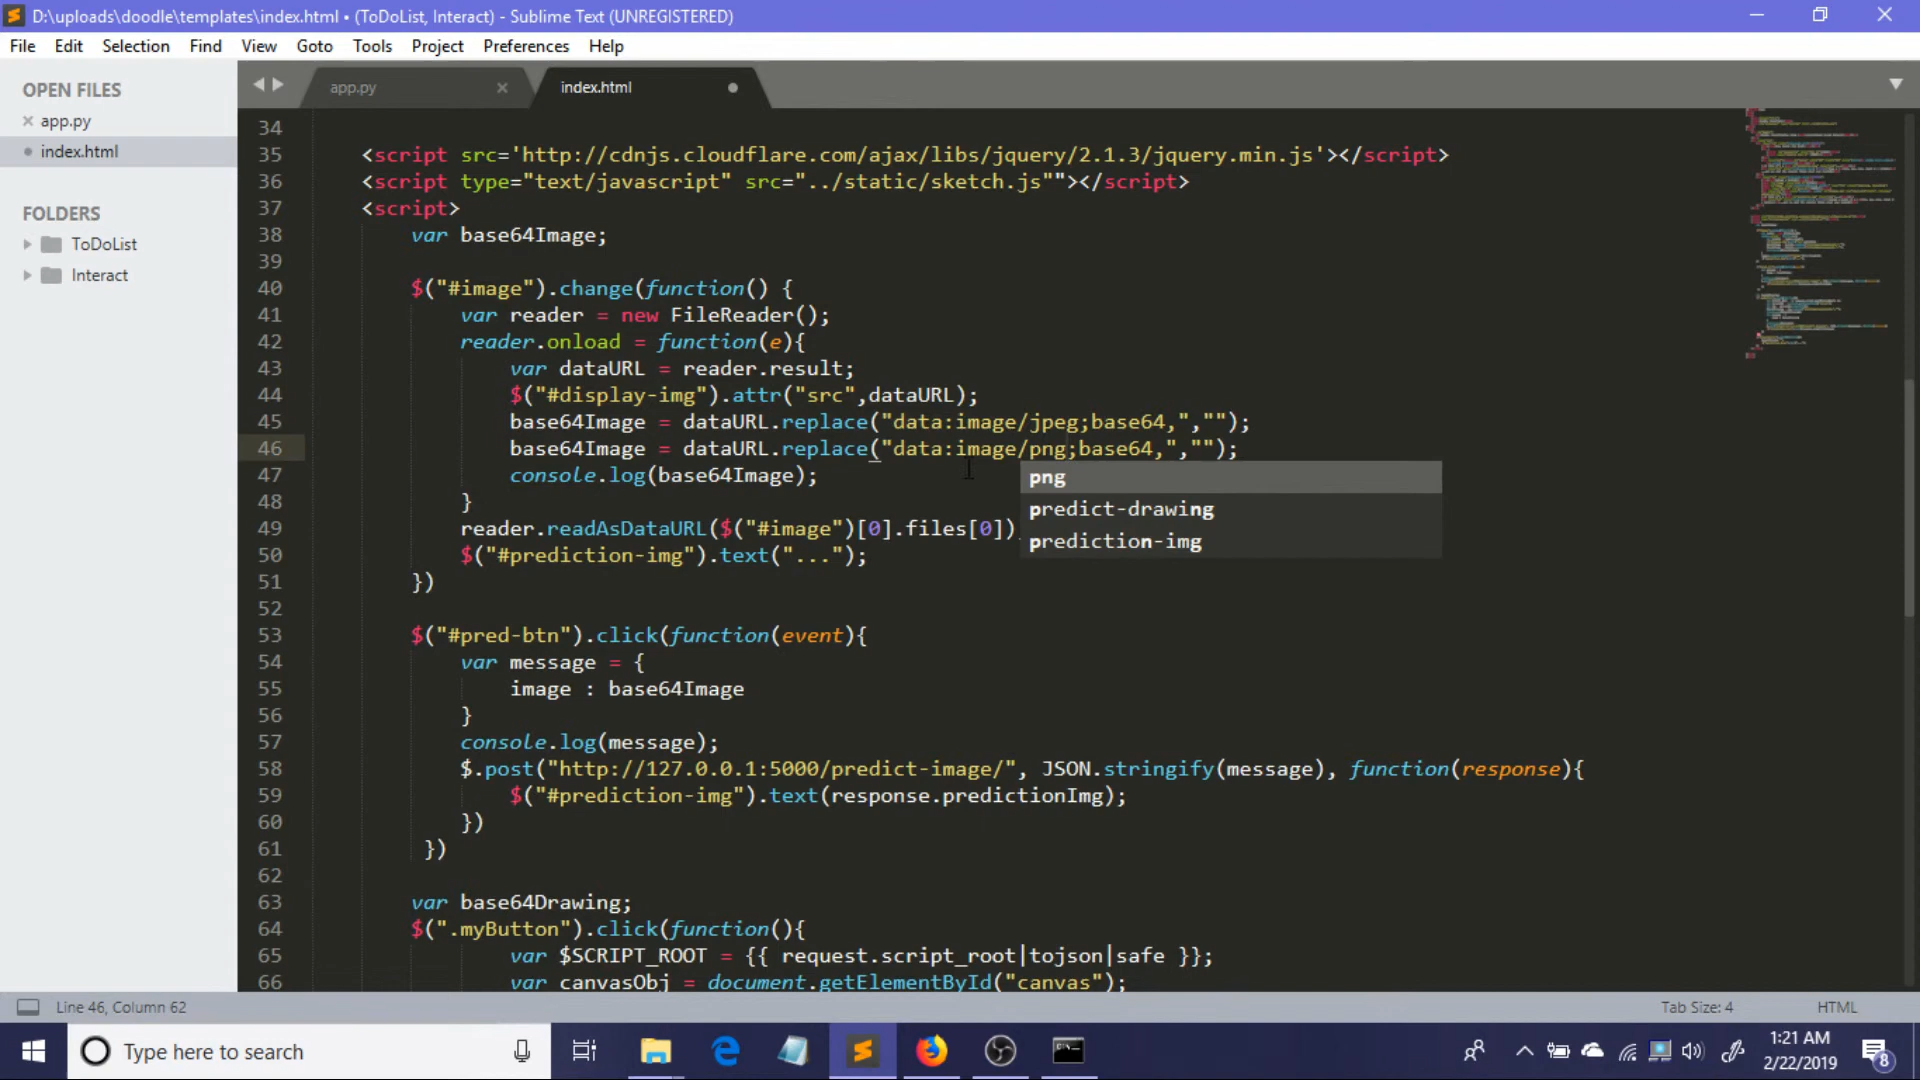 D:\uploads\doodle\templates\index.html • (ToDoList, Interact) - Sublime Text (UNREGISTERED)
File Edit Selection Find View Goto Tools Project Preferences Help
OPEN FILES
app.py
index.html
FOLDERS
ToDoList
Interact
app.py
index.html
34
35 <script src='http://cdnjs.cloudflare.com/ajax/libs/jquery/2.1.3/jquery.min.js'></script>
36 <script type="text/javascript" src="../static/sketch.js""></script>
37 <script>
38 var base64Image;
39
40 $("#image").change(function() {
41 var reader = new FileReader();
42 reader.onload = function(e){
43 var dataURL = reader.result;
44 $("#display-img").attr("src",dataURL);
45 base64Image = dataURL.replace("data:image/jpeg;base64,","");
46 base64Image = dataURL.replace("data:image/png;base64,","");
47 console.log(base64Image);
48 }
49 reader.readAsDataURL($("#image")[0].files[0])
50 $("#prediction-img").text("...");
51 })
52
53 $("#pred-btn").click(function(event){
54 var message = {
55 image : base64Image
56 }
57 console.log(message);
58 $.post("http://127.0.0.1:5000/predict-image/", JSON.stringify(message), function(response){
59 $("#prediction-img").text(response.predictionImg);
60 })
61 })
62
63 var base64Drawing;
64 $(".myButton").click(function(){
65 var $SCRIPT_ROOT = {{ request.script_root|tojson|safe }};
66 var canvasObj = document.getElementById("canvas");
png
predict-drawing
prediction-img
Line 46, Column 62
Tab Size: 4
HTML
Type here to search
1:21 AM
2/22/2019
8